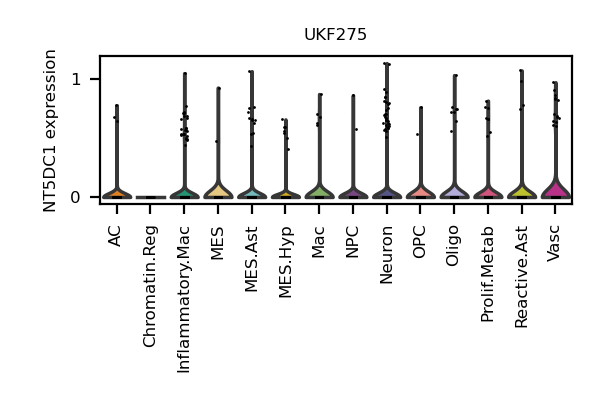 UKF275
NT5DC1 expression
1
0
AC
Chromatin.Reg
Inflammatory.Mac
MES
MES.Ast
MES.Hyp
Mac
NPC
Neuron
OPC
Oligo
Prolif.Metab
Reactive.Ast
Vasc